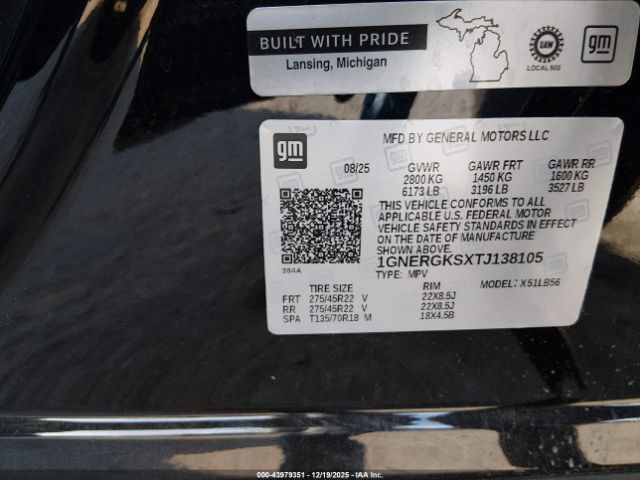 BUILT WITH PRIDE
Lansing, Michigan
UAW
LOCAL 602
gm
gm
MFD BY GENERAL MOTORS LLC
08/25 GVWR GAWR FRT GAWR RR
2800 KG 1450 KG 1600 KG
6173 LB 3196 LB 3527 LB
THIS VEHICLE CONFORMS TO ALL
APPLICABLE U.S. FEDERAL MOTOR
VEHICLE SAFETY STANDARDS IN EFFECT
ON THE DATE OF MANUFACTURE
SHOWN ABOVE.
1GNERGKSXTJ138105
TYPE: MPV MODEL: X51LB56
384A
TIRE SIZE RIM
FRT 275/45R22 V 22X8.5J
RR 275/45R22 V 22X8.5J
SPA T135/70R18 M 18X4.5B
000-43979351 - 12/19/2025 - IAAI.COM